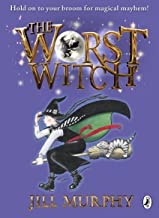 Hold on to your broom for magical mayhem!
THE
WORST
WITCH
JILL MURPHY